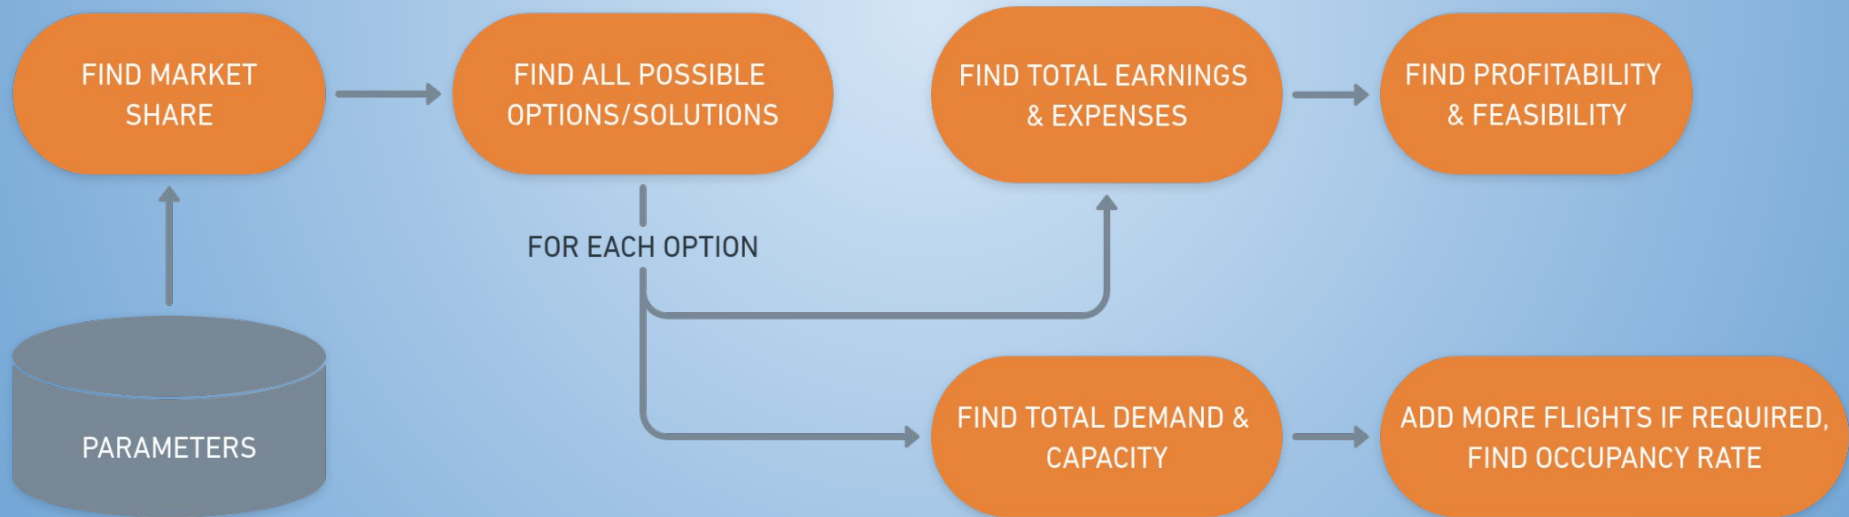 FIND MARKET
SHARE
FIND ALL POSSIBLE
OPTIONS/SOLUTIONS
FIND TOTAL EARNINGS
& EXPENSES
FIND PROFITABILITY
& FEASIBILITY
FOR EACH OPTION
PARAMETERS
FIND TOTAL DEMAND &
CAPACITY
ADD MORE FLIGHTS IF REQUIRED,
FIND OCCUPANCY RATE